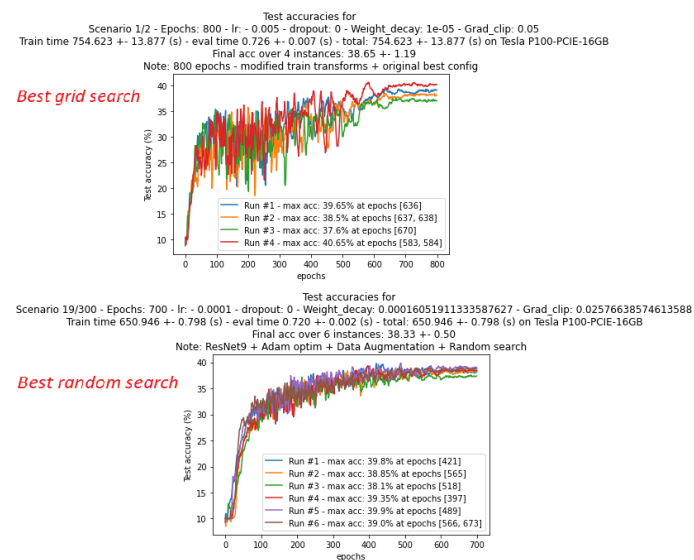 Test accuracies for
Scenario 1/2 - Epochs: 800 - lr: - 0.005 - dropout: 0 - Weight_decay: 1e-05 - Grad_clip: 0.05
Train time 754.623 +- 13.877 (s) - eval time 0.726 +- 0.007 (s) - total: 754.623 +- 13.877 (s) on Tesla P100-PCIE-16GB
Final acc over 4 instances: 38.65 +- 1.19
Note: 800 epochs - modified train transforms + original best config
Best grid search
Test accuracy (%)
40
35
30
25
20
15
10
Run #1 - max acc: 39.65% at epochs [636]
Run #2 - max acc: 38.5% at epochs [637, 638]
Run #3 - max acc: 37.6% at epochs [670]
Run #4 - max acc: 40.65% at epochs [583, 584]
0 100 200 300 400 500 600 700 800
epochs
Test accuracies for
Scenario 19/300 - Epochs: 700 - lr: - 0.0001 - dropout: 0 - Weight_decay: 0.00016051911333587627 - Grad_clip: 0.02576638574613588
Train time 650.946 +- 0.798 (s) - eval time 0.720 +- 0.002 (s) - total: 650.946 +- 0.798 (s) on Tesla P100-PCIE-16GB
Final acc over 6 instances: 38.33 +- 0.50
Note: ResNet9 + Adam optim + Data Augmentation + Random search
Best random search
Test accuracy (%)
40
35
30
25
20
15
10
Run #1 - max acc: 39.8% at epochs [421]
Run #2 - max acc: 38.85% at epochs [565]
Run #3 - max acc: 38.1% at epochs [518]
Run #4 - max acc: 39.35% at epochs [397]
Run #5 - max acc: 39.9% at epochs [489]
Run #6 - max acc: 39.0% at epochs [566, 673]
0 100 200 300 400 500 600 700
epochs